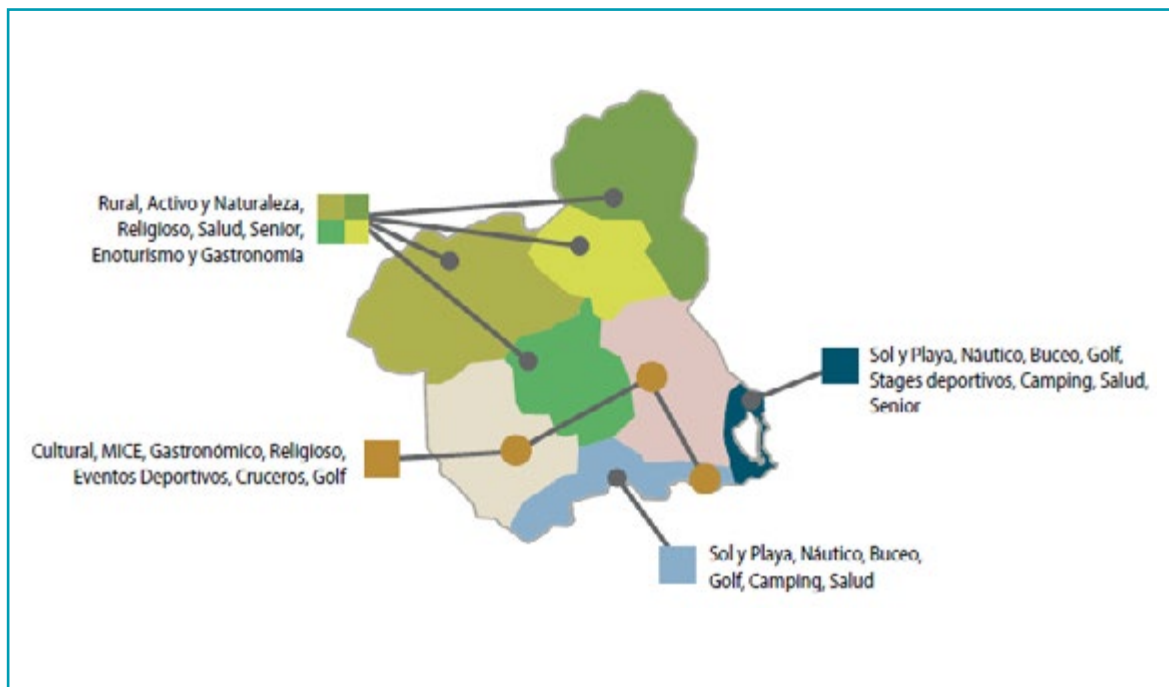 Rural, Activo y Naturaleza,
Religioso, Salud, Senior,
Enoturismo y Gastronomía
Sol y Playa, Náutico, Buceo, Golf,
Stages deportivos, Camping, Salud,
Senior
Cultural, MICE, Gastronómico, Religioso,
Eventos Deportivos, Cruceros, Golf
Sol y Playa, Náutico, Buceo,
Golf, Camping, Salud